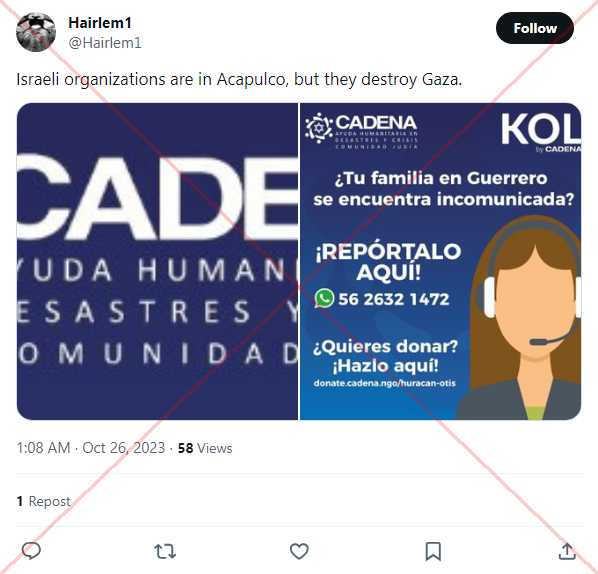 Hairlem1
@Hairlem1
Follow
Israeli organizations are in Acapulco, but they destroy Gaza.
CADE
YUDA HUMANI
ESASTRES Y
OMUNIDAD
CADENA
AYUDA HUMANITARIA EN
DESASTRES Y CRISIS
COMUNIDAD JUDÍA
KOL
by CADENA
¿Tu familia en Guerrero
se encuentra incomunicada?
¡REPÓRTALO
AQUÍ!
56 2632 1472
¿Quieres donar?
¡Hazlo aquí!
donate.cadena.ngo/huracan-otis
1:08 AM · Oct 26, 2023 · 58 Views
1 Repost